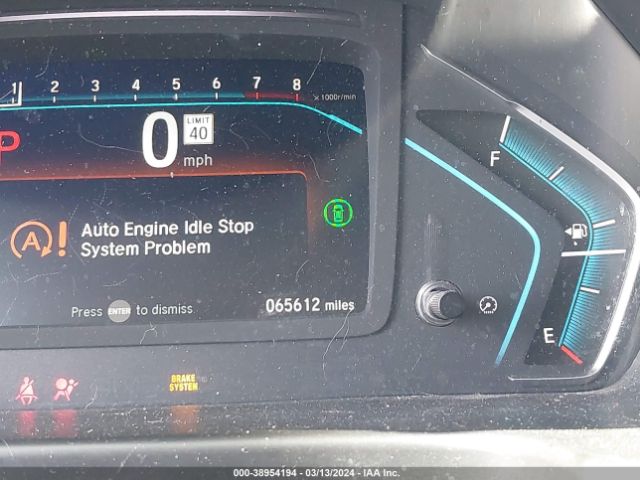 1 2 3 4 5 6 7 8
x1000r/min
P
0
mph
LIMIT
40
A!
Auto Engine Idle Stop
System Problem
Press ENTER to dismiss
065612 miles
F
E
BRAKE
SYSTEM
000-38954194 - 03/13/2024 - IAA Inc.